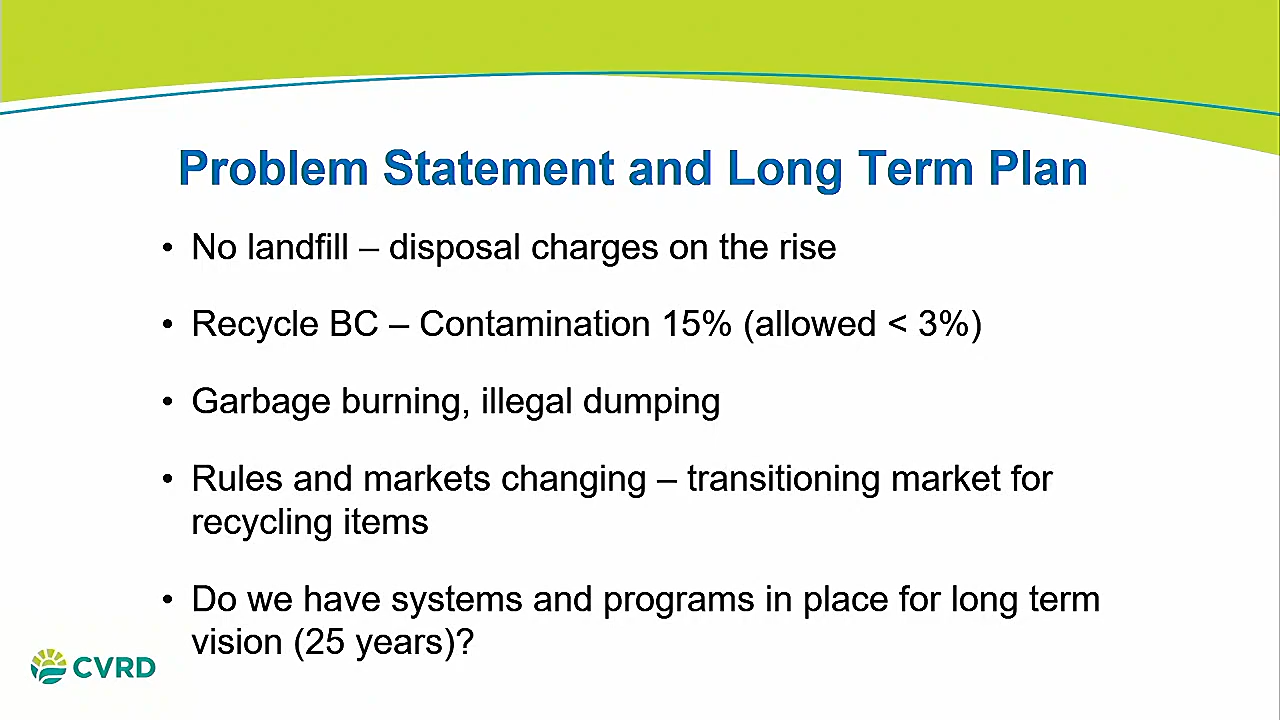 Problem Statement and Long Term Plan
• No landfill – disposal charges on the rise
• Recycle BC – Contamination 15% (allowed < 3%)
• Garbage burning, illegal dumping
• Rules and markets changing – transitioning market for
recycling items
• Do we have systems and programs in place for long term
vision (25 years)?
CVRD